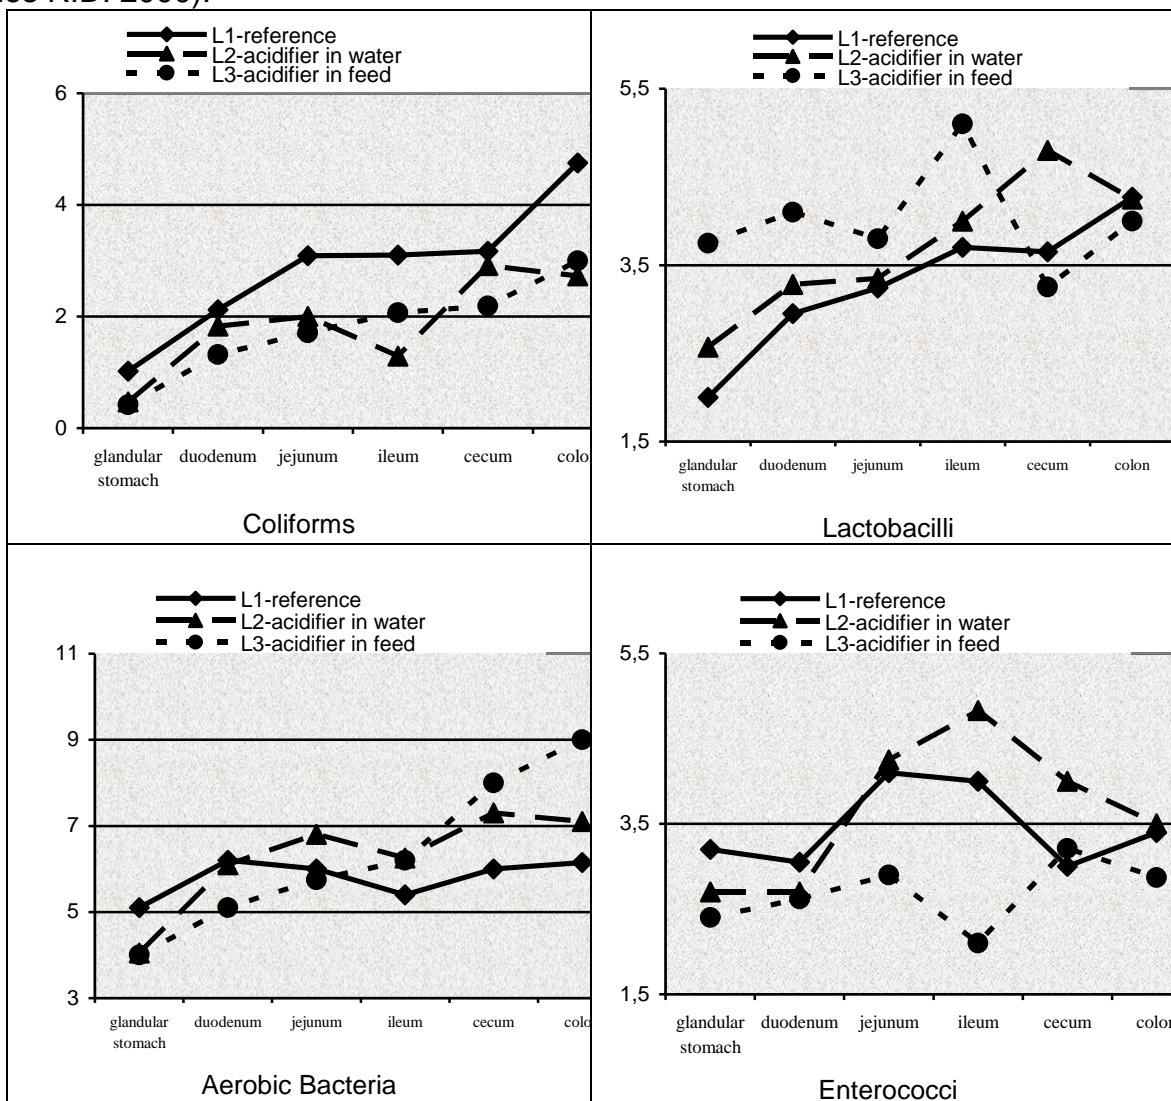 L1-reference
L2-acidifier in water
L3-acidifier in feed
6
4
2
0
glandular stomach duodenum jejunum ileum cecum colo
Coliforms
L1-reference
L2-acidifier in water
L3-acidifier in feed
5,5
3,5
1,5
glandular stomach duodenum jejunum ileum cecum colon
Lactobacilli
L1-reference
L2-acidifier in water
L3-acidifier in feed
11
9
7
5
3
glandular stomach duodenum jejunum ileum cecum colo
Aerobic Bacteria
L1-reference
L2-acidifier in water
L3-acidifier in feed
5,5
3,5
1,5
glandular stomach duodenum jejunum ileum cecum colon
Enterococci